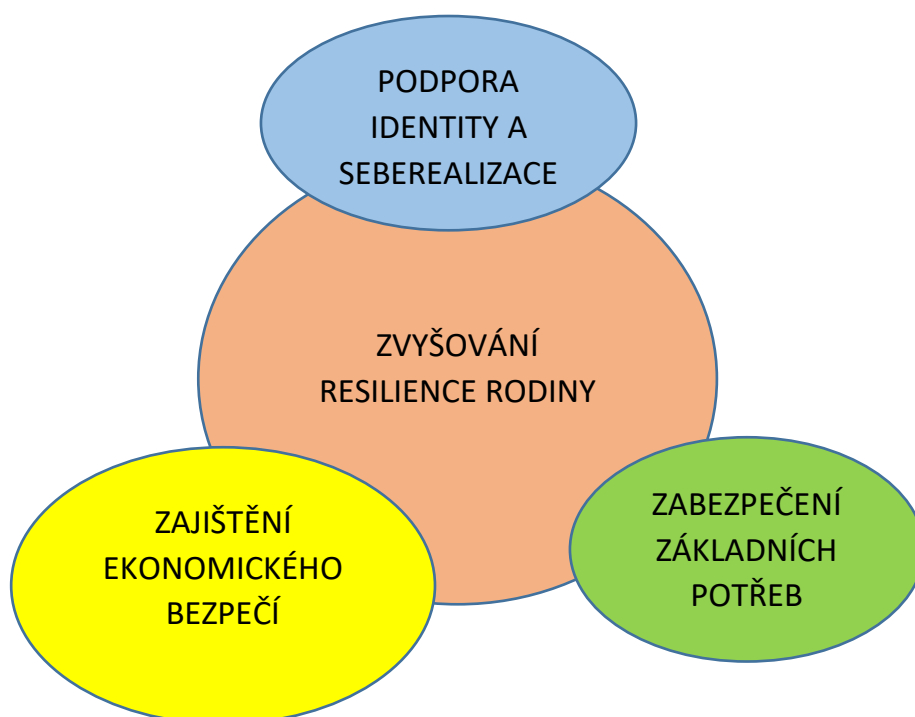 PODPORA
IDENTITY A
SEBEREALIZACE
ZVYŠOVÁNÍ
RESILIENCE RODINY
ZAJIŠTĚNÍ
EKONOMICKÉHO
BEZPEČÍ
ZABEZPEČENÍ
ZÁKLADNÍCH
POTŘEB